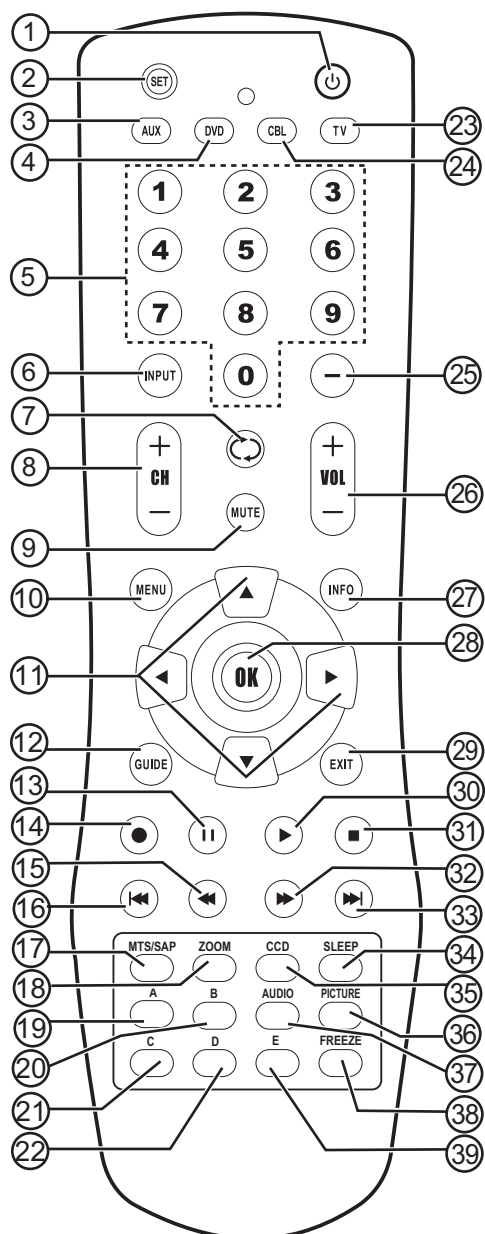 1
2 SET
3 AUX DVD CBL TV 23
4 24
1 2 3
4 5 6
5
7 8 9
6 INPUT 0 − 25
7
8 + CH − + VOL − 26
9 MUTE
10 MENU INFO 27
28
11 OK
12 GUIDE EXIT 29
13 30
14 31
15 32
16 33
17 MTS/SAP ZOOM CCD SLEEP 34
18 35
19 A B AUDIO PICTURE 36
20 37
21 C D E FREEZE 38
22 39